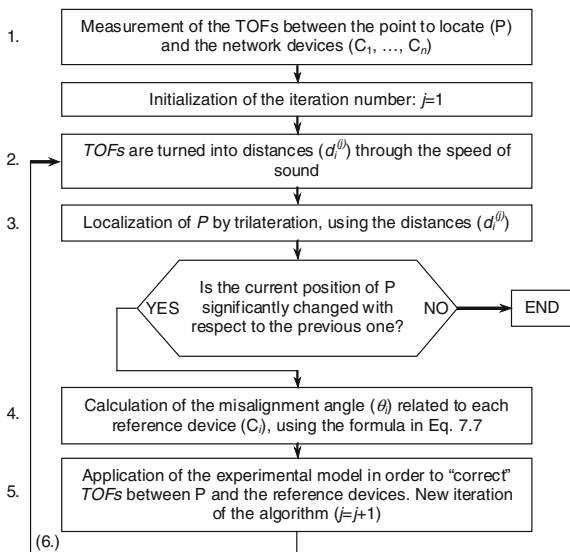 1.
Measurement of the TOFs between the point to locate (P)
and the network devices (C1, …, Cn)
Initialization of the iteration number: j=1
2.
TOFs are turned into distances (di(j)) through the speed of
sound
3.
Localization of P by trilateration, using the distances (di(j))
Is the current position of P
significantly changed with
respect to the previous one?
YES
NO
END
4.
Calculation of the misalignment angle (θi) related to each
reference device (Ci), using the formula in Eq. 7.7
5.
Application of the experimental model in order to “correct”
TOFs between P and the reference devices. New iteration
of the algorithm (j=j+1)
(6.)